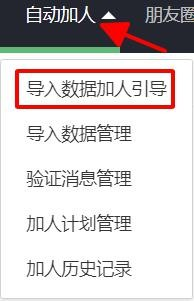 自动加人 朋友圈
导入数据加人引导
导入数据管理
验证消息管理
加人计划管理
加人历史记录